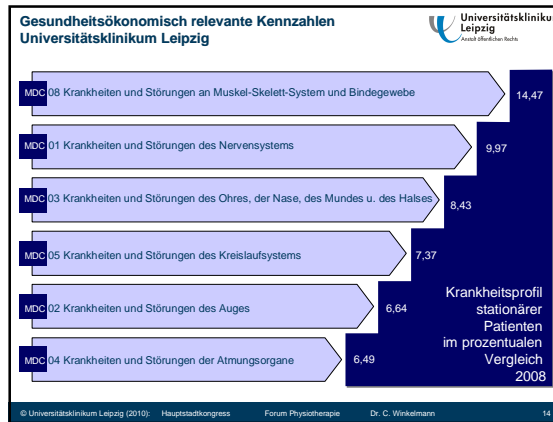 Gesundheitsökonomisch relevante Kennzahlen
Universitätsklinikum Leipzig
Universitätsklinikum
Leipzig
Anstalt öffentlichen Rechts
MDC 08 Krankheiten und Störungen an Muskel-Skelett-System und Bindegewebe
14,47
MDC 01 Krankheiten und Störungen des Nervensystems
9,97
MDC 03 Krankheiten und Störungen des Ohres, der Nase, des Mundes u. des Halses
8,43
MDC 05 Krankheiten und Störungen des Kreislaufsystems
7,37
MDC 02 Krankheiten und Störungen des Auges
6,64
MDC 04 Krankheiten und Störungen der Atmungsorgane
6,49
Krankheitsprofil
stationärer
Patienten
im prozentualen
Vergleich
2008
© Universitätsklinikum Leipzig (2010): Hauptstadtkongress Forum Physiotherapie Dr. C. Winkelmann 14